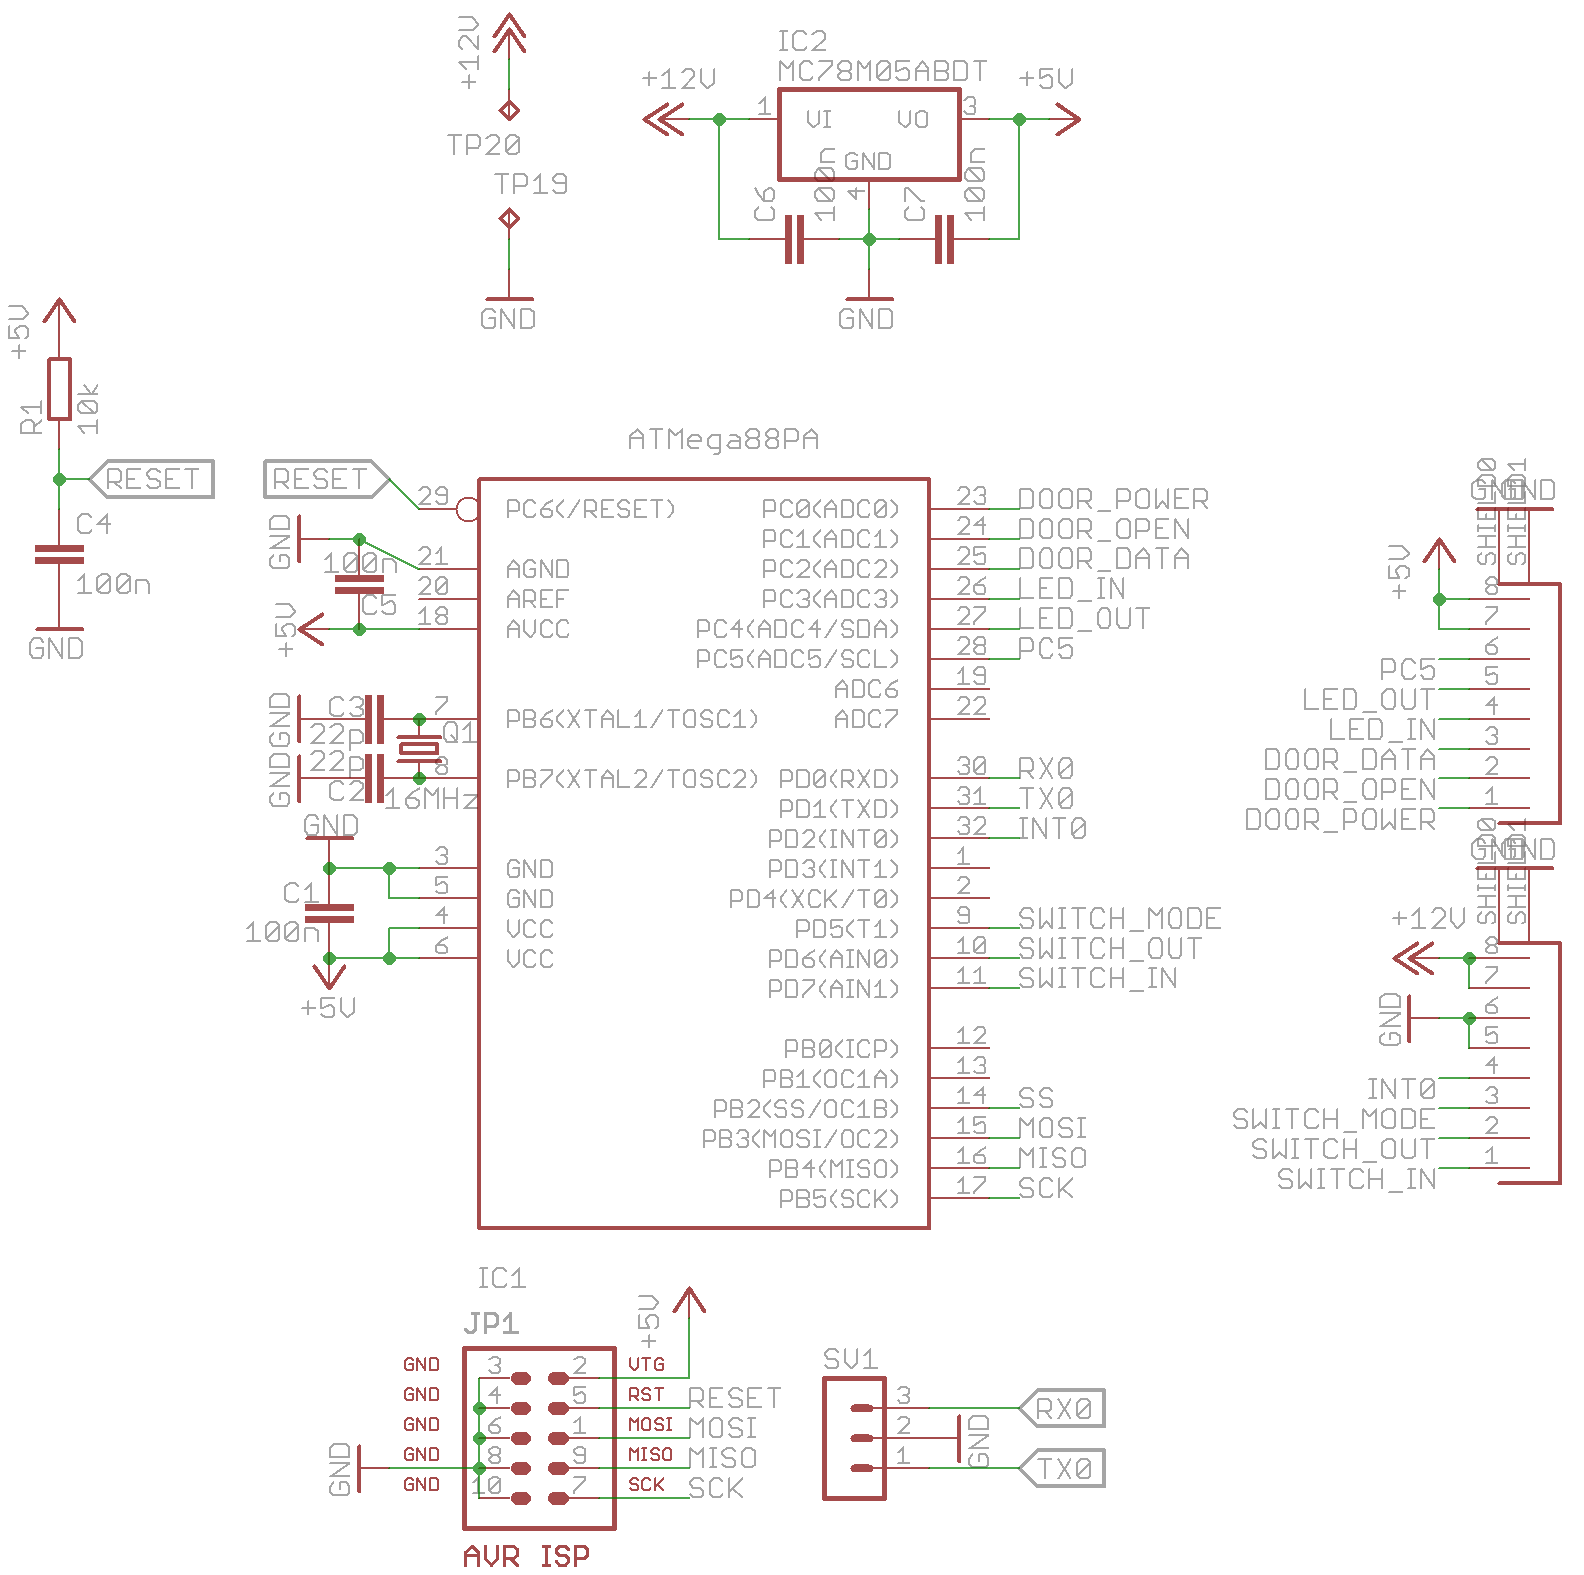 +12V
TP20
TP19
GND
IC2
MC78M05ABDT
+12V
+5V
1
VI
VO
3
GND
4
C6
100n
C7
100n
GND
+5V
R1
10k
RESET
C4
100n
GND
ATMega88PA
RESET
29
PC6(/RESET)
GND
100n
21
AGND
20
AREF
C5
+5V
18
AVCC
GND
C3
22p
7
PB6(XTAL1/TOSC1)
Q1
GND
22p
C2
8
16MHz
PB7(XTAL2/TOSC2)
GND
3
GND
5
GND
C1
100n
4
VCC
6
VCC
+5V
PC0(ADC0) 23 DOOR_POWER
PC1(ADC1) 24 DOOR_OPEN
PC2(ADC2) 25 DOOR_DATA
PC3(ADC3) 26 LED_IN
PC4(ADC4/SDA) 27 LED_OUT
PC5(ADC5/SCL) 28 PC5
ADC6 19
ADC7 22
PD0(RXD) 30 RX0
PD1(TXD) 31 TX0
PD2(INT0) 32 INT0
PD3(INT1) 1
PD4(XCK/T0) 2
PD5(T1) 9 SWITCH_MODE
PD6(AIN0) 10 SWITCH_OUT
PD7(AIN1) 11 SWITCH_IN
PB0(ICP) 12
PB1(OC1A) 13
PB2(SS/OC1B) 14 SS
PB3(MOSI/OC2) 15 MOSI
PB4(MISO) 16 MISO
PB5(SCK) 17 SCK
IC1
GND
GND
SHIELD0
SHIELD1
+5V
8
7
PC5 6
LED_OUT 5
LED_IN 4
DOOR_DATA 3
DOOR_OPEN 2
DOOR_POWER 1
GND
GND
SHIELD0
SHIELD1
+12V
8
7
GND
6
5
INT0 4
SWITCH_MODE 3
SWITCH_OUT 2
SWITCH_IN 1
JP1
+5V
GND 3 2 VTG
GND 4 5 RST RESET
GND 6 1 MOSI MOSI
GND 8 9 MISO MISO
GND 10 7 SCK SCK
GND
AVR ISP
SV1
3 RX0
2 GND
1 TX0